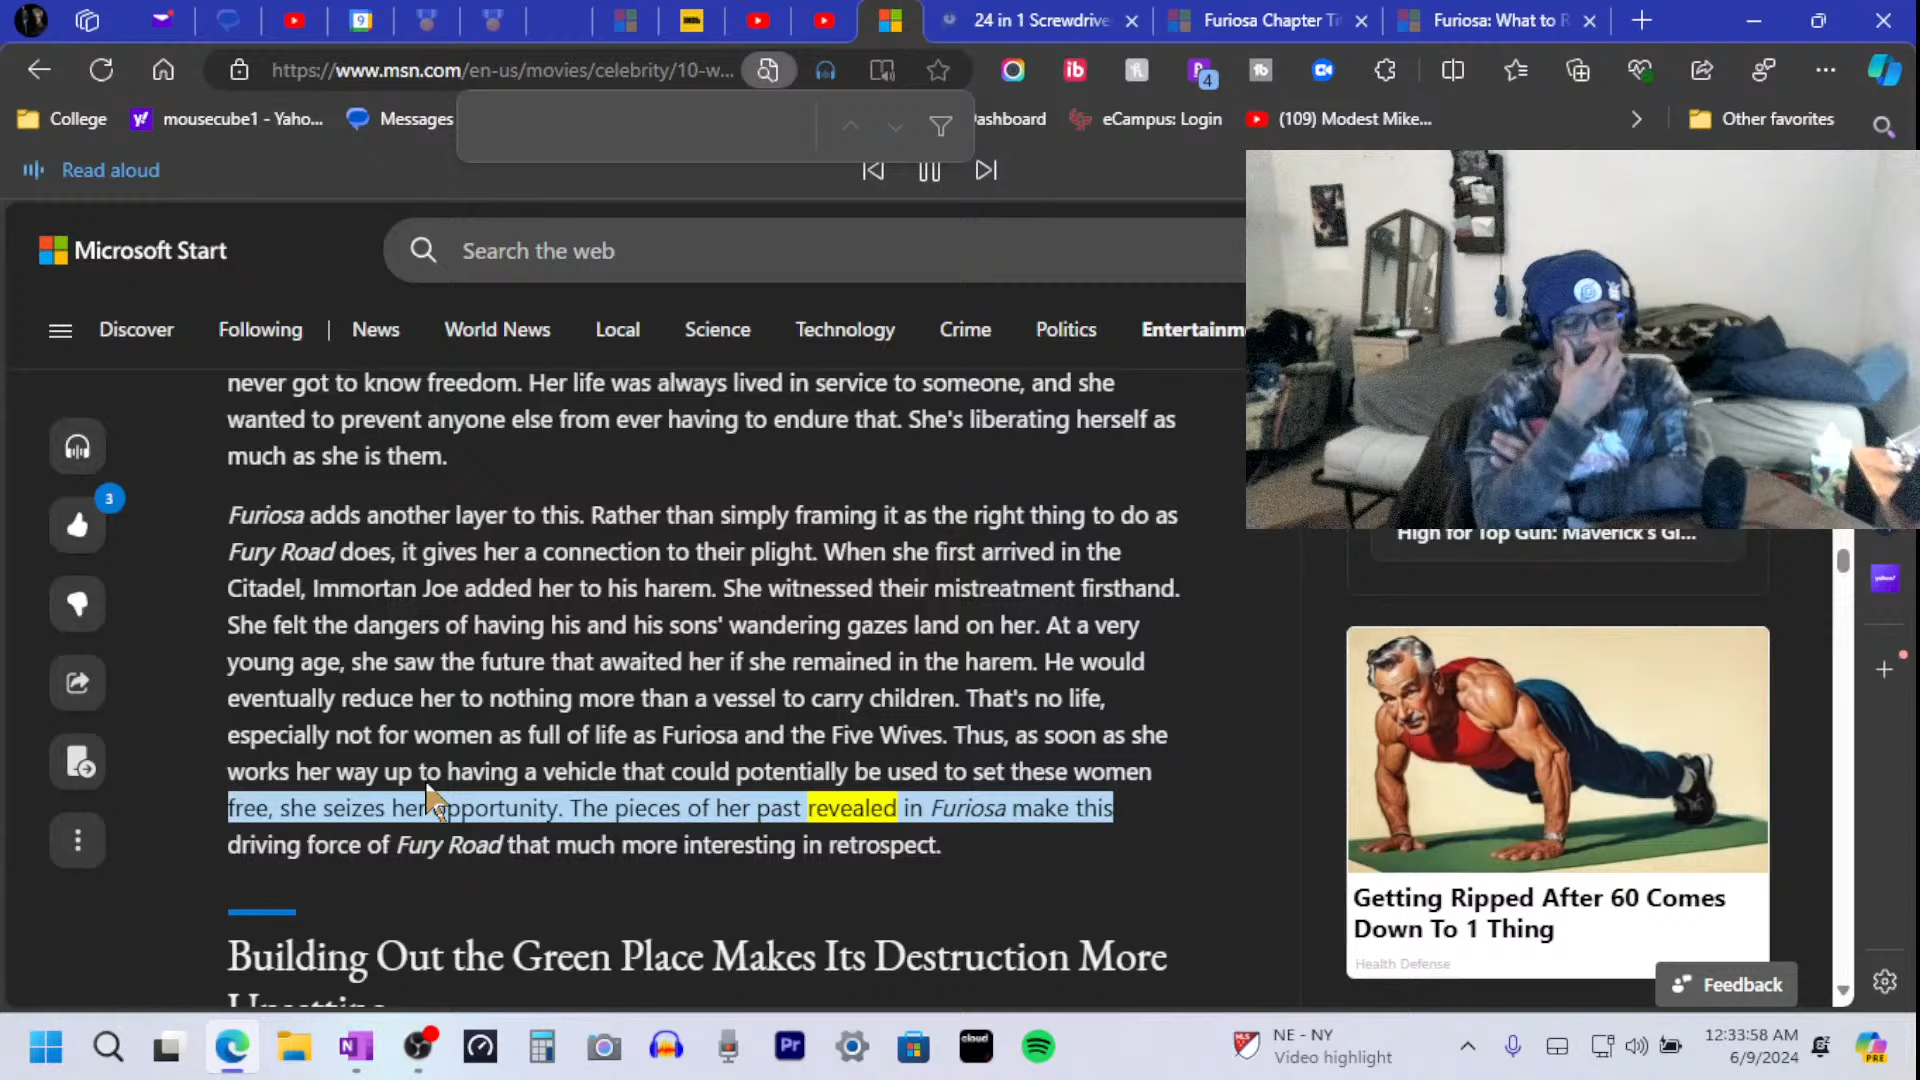 24 in 1 Screwdrive
Furiosa Chapter Ti
Furiosa: What to R
https://www.msn.com/en-us/movies/celebrity/10-w...
4
College
mousecube1 - Yaho...
Messages
ashboard
eCampus: Login
(109) Modest Mike...
Other favorites
Read aloud
Microsoft Start
Search the web
Discover
Following
News
World News
Local
Science
Technology
Crime
Politics
Entertainm
never got to know freedom. Her life was always lived in service to someone, and she
wanted to prevent anyone else from ever having to endure that. She's liberating herself as
much as she is them.
3
Furiosa adds another layer to this. Rather than simply framing it as the right thing to do as
Fury Road does, it gives her a connection to their plight. When she first arrived in the
Citadel, Immortan Joe added her to his harem. She witnessed their mistreatment firsthand.
She felt the dangers of having his and his sons' wandering gazes land on her. At a very
young age, she saw the future that awaited her if she remained in the harem. He would
eventually reduce her to nothing more than a vessel to carry children. That's no life,
especially not for women as full of life as Furiosa and the Five Wives. Thus, as soon as she
works her way up to having a vehicle that could potentially be used to set these women
free, she seizes her opportunity. The pieces of her past revealed in Furiosa make this
driving force of Fury Road that much more interesting in retrospect.
Building Out the Green Place Makes Its Destruction More
Upsetting
High for Top Gun: Maverick's Gl...
Getting Ripped After 60 Comes
Down To 1 Thing
Health Defense
Feedback
NE - NY
Video highlight
12:33:58 AM
6/9/2024
Pr
cloud
PRE